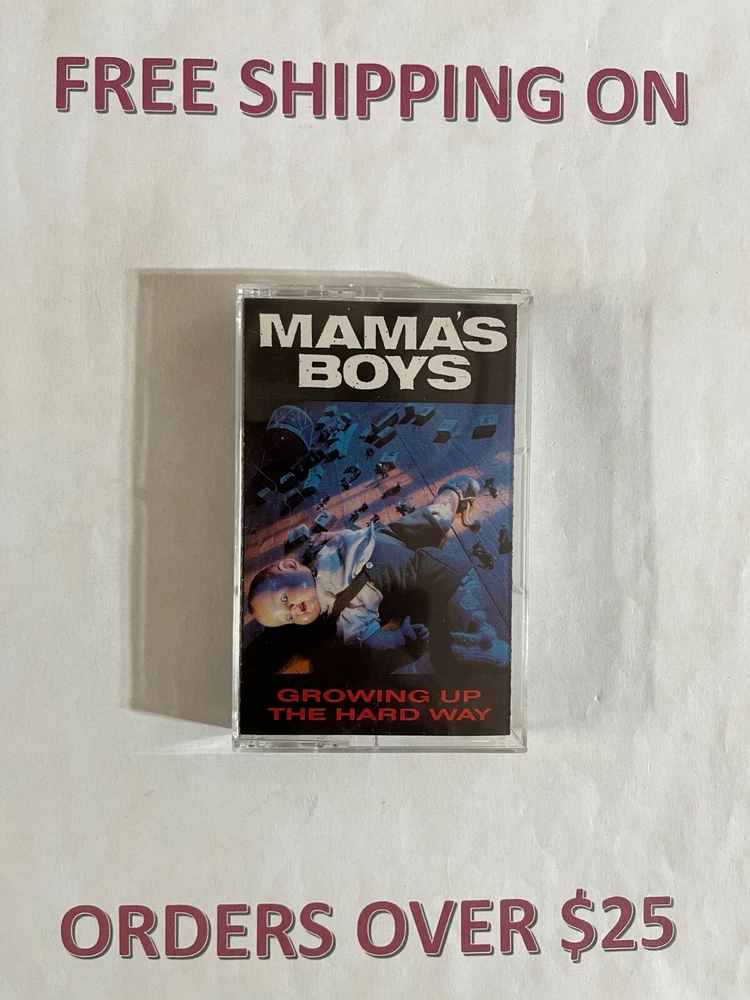 FREE SHIPPING ON
MAMA'S
BOYS
GROWING UP
THE HARD WAY
ORDERS OVER $25